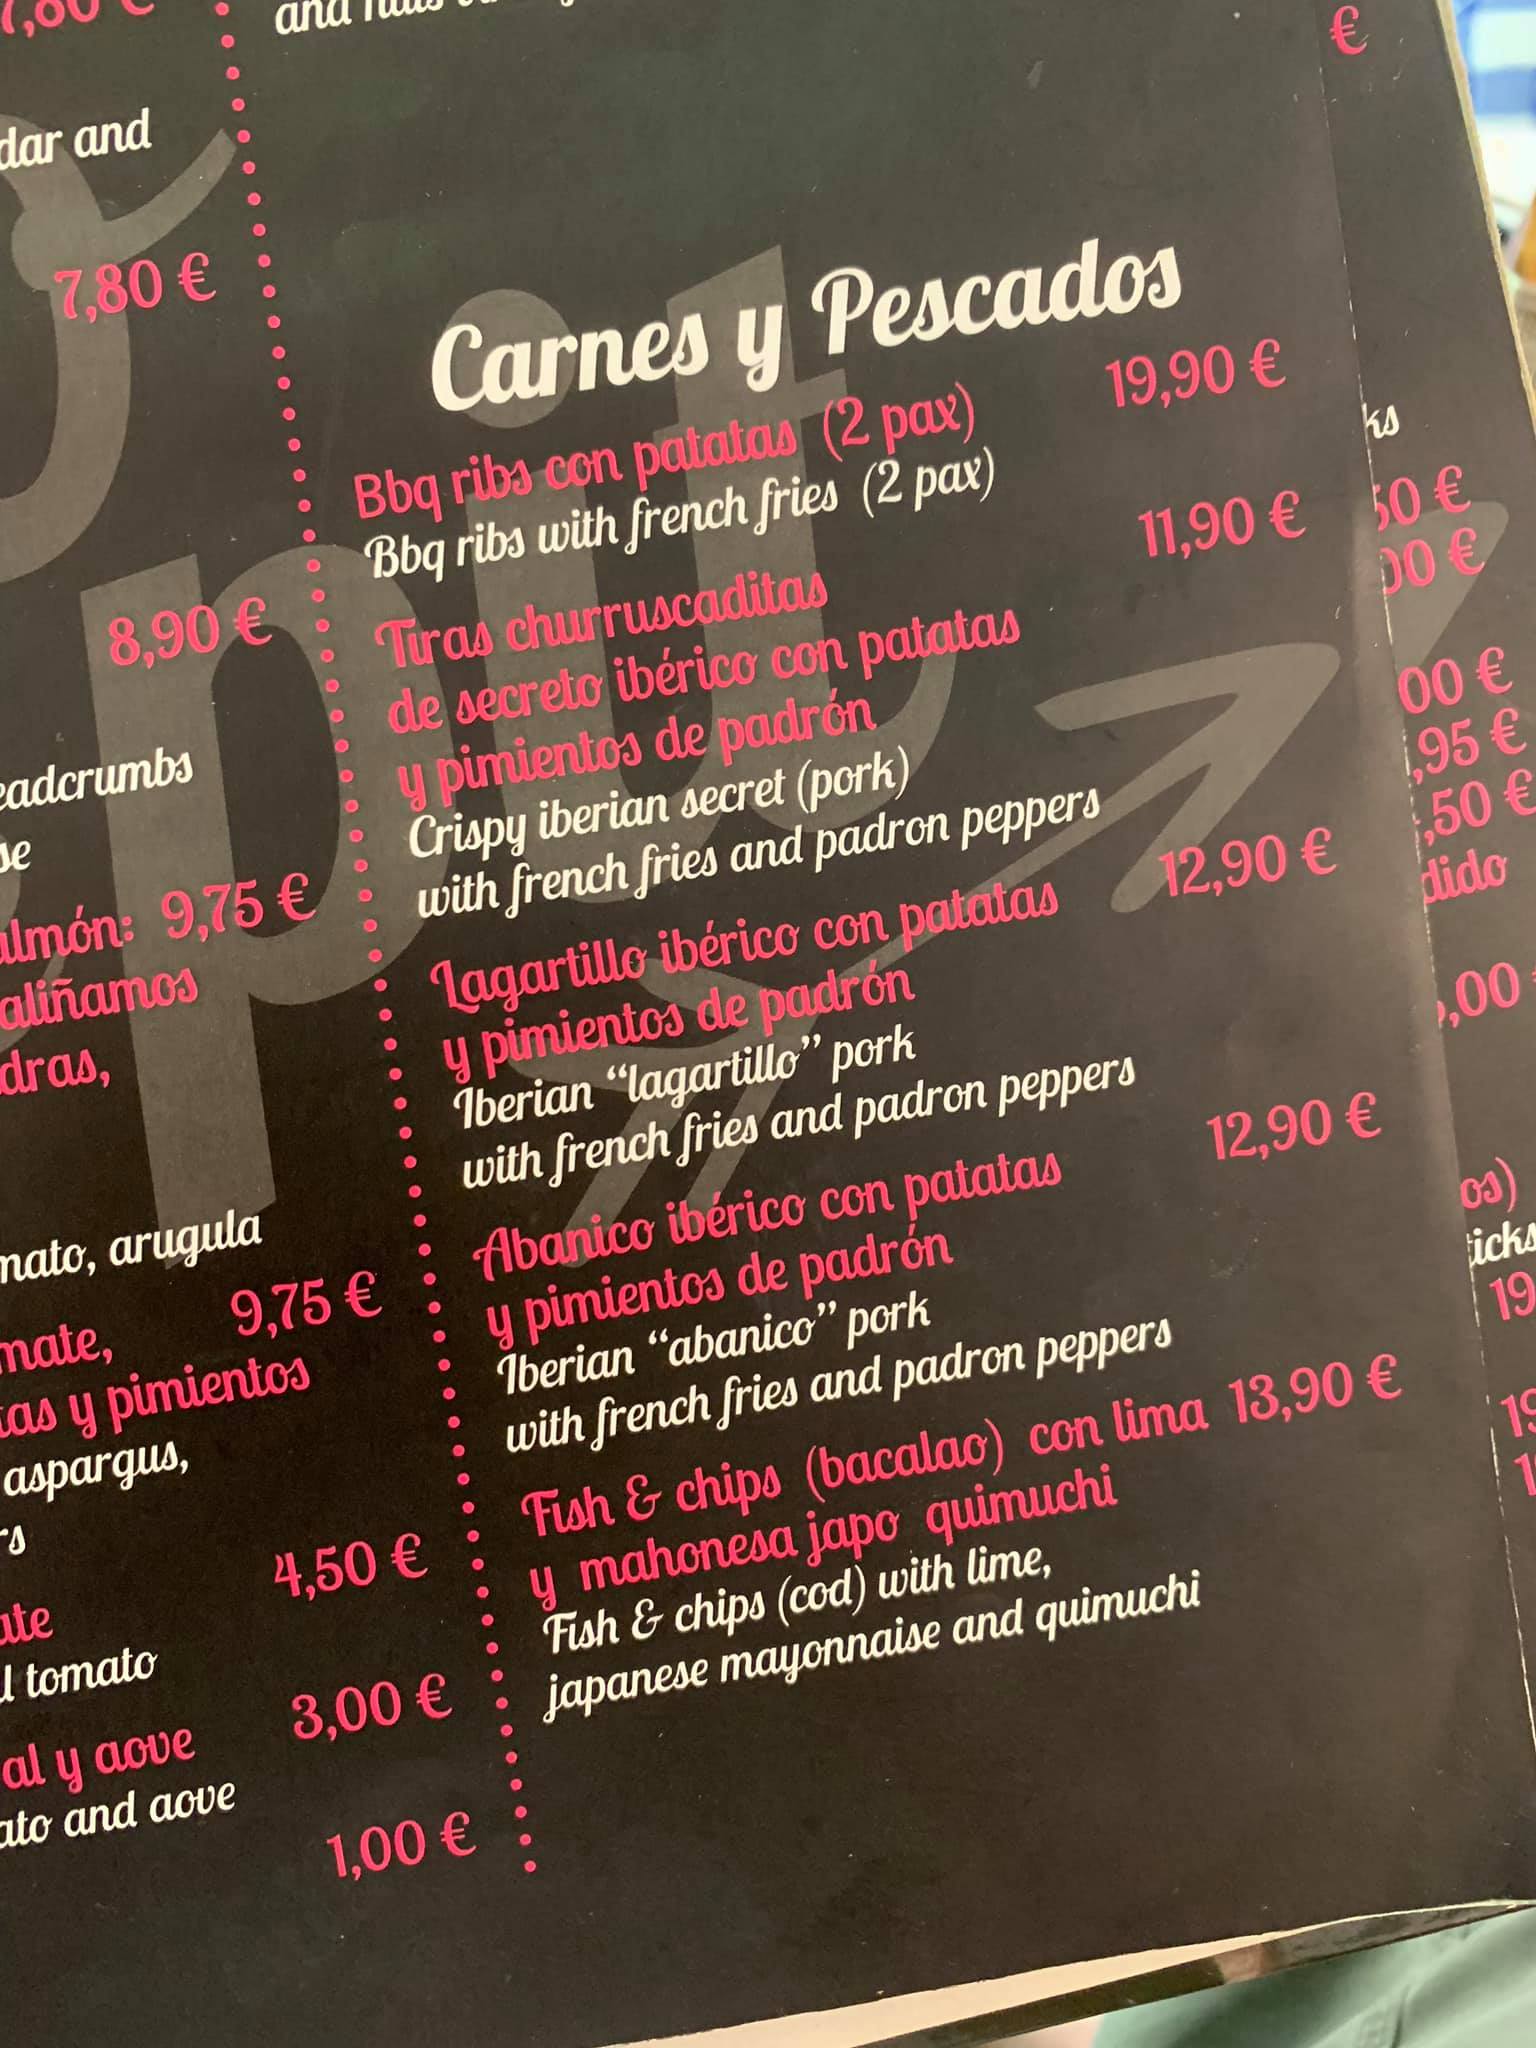 7,80 €
dar and
7,80 €
8,90 €
eadcrumbs
se
almón: 9,75 €
aliñamos
dras,
mato, arugula
mate, 9,75 €
tas y pimientos
aspargus,
rs
4,50 €
ate
d tomato
3,00 €
al y aove
ato and aove
1,00 €
Carnes y Pescados
Bbq ribs con patatas (2 pax) 19,90 €
Bbq ribs with french fries (2 pax)
Tiras churruscaditas 11,90 €
de secreto ibérico con patatas
y pimientos de padrón
Crispy iberian secret (pork)
with french fries and padron peppers
Lagartillo ibérico con patatas 12,90 €
y pimientos de padrón
Iberian “lagartillo” pork
with french fries and padron peppers
Abanico ibérico con patatas 12,90 €
y pimientos de padrón
Iberian “abanico” pork
with french fries and padron peppers
Fish & chips (bacalao) con lima 13,90 €
y mahonesa japo quimuchi
Fish & chips (cod) with lime,
japanese mayonnaise and quimuchi
€
ks
50 €
00 €
00 €
,95 €
,50 €
dido
,00
os)
ticks
19
19